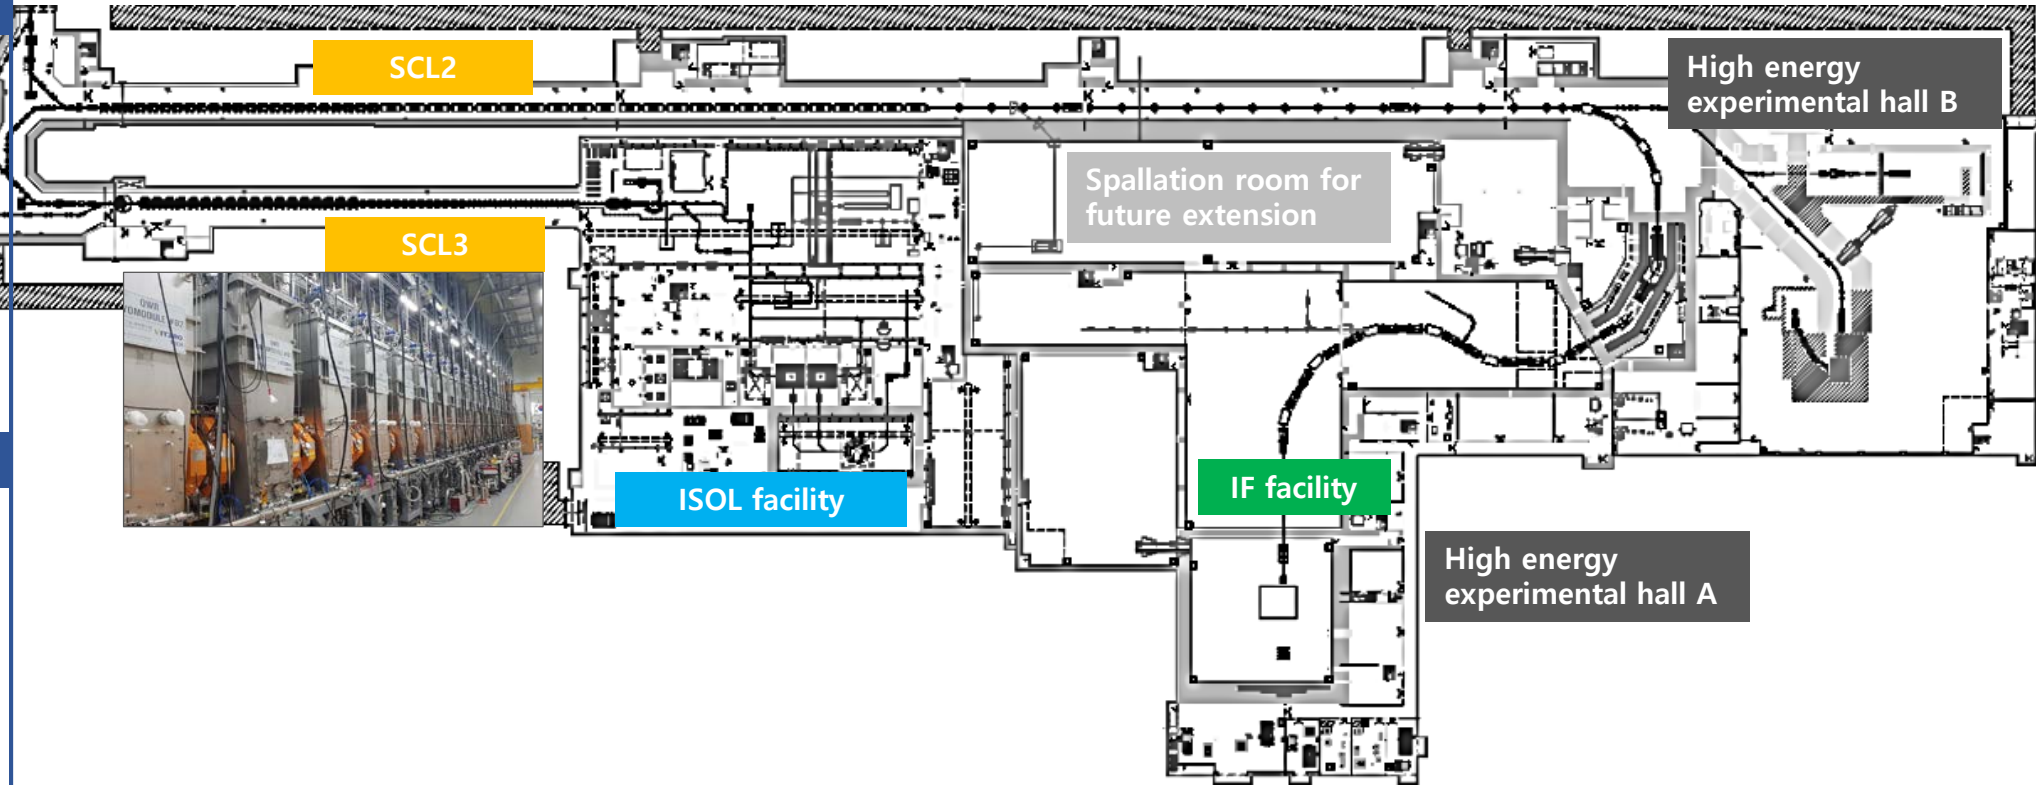 SCL2
High energy
experimental hall B
Spallation room for
future extension
SCL3
QWR
ISOL facility
IF facility
High energy
experimental hall A